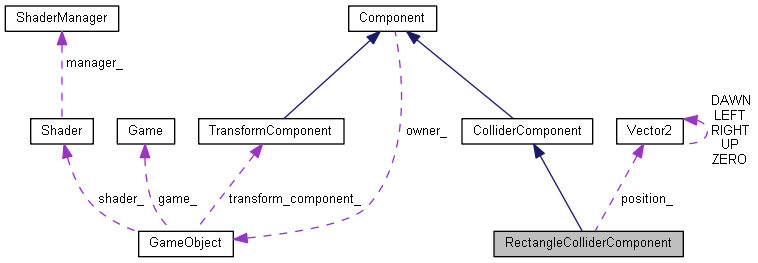 ShaderManager
Component
manager_
DAWN
LEFT
RIGHT
UP
ZERO
Shader
Game
TransformComponent
owner_
ColliderComponent
Vector2
shader_
game_
transform_component_
position_
GameObject
RectangleColliderComponent